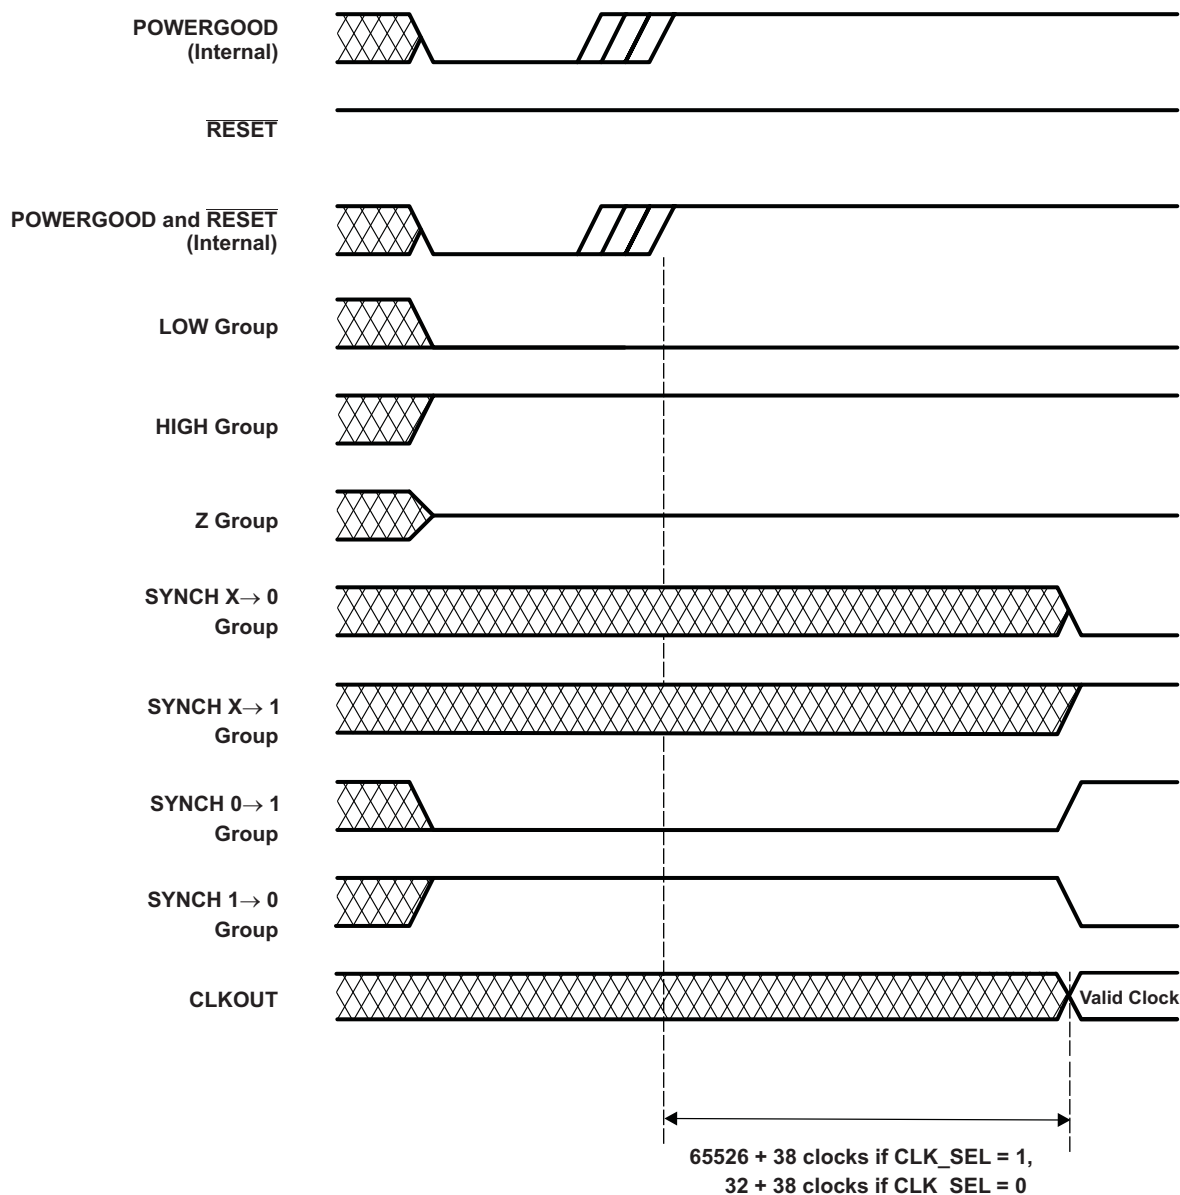 POWERGOOD
(Internal)
RESET
POWERGOOD and RESET
(Internal)
LOW Group
HIGH Group
Z Group
SYNCH X→ 0
Group
SYNCH X→ 1
Group
SYNCH 0→ 1
Group
SYNCH 1→ 0
Group
CLKOUT
Valid Clock
65526 + 38 clocks if CLK_SEL = 1,
32 + 38 clocks if CLK_SEL = 0